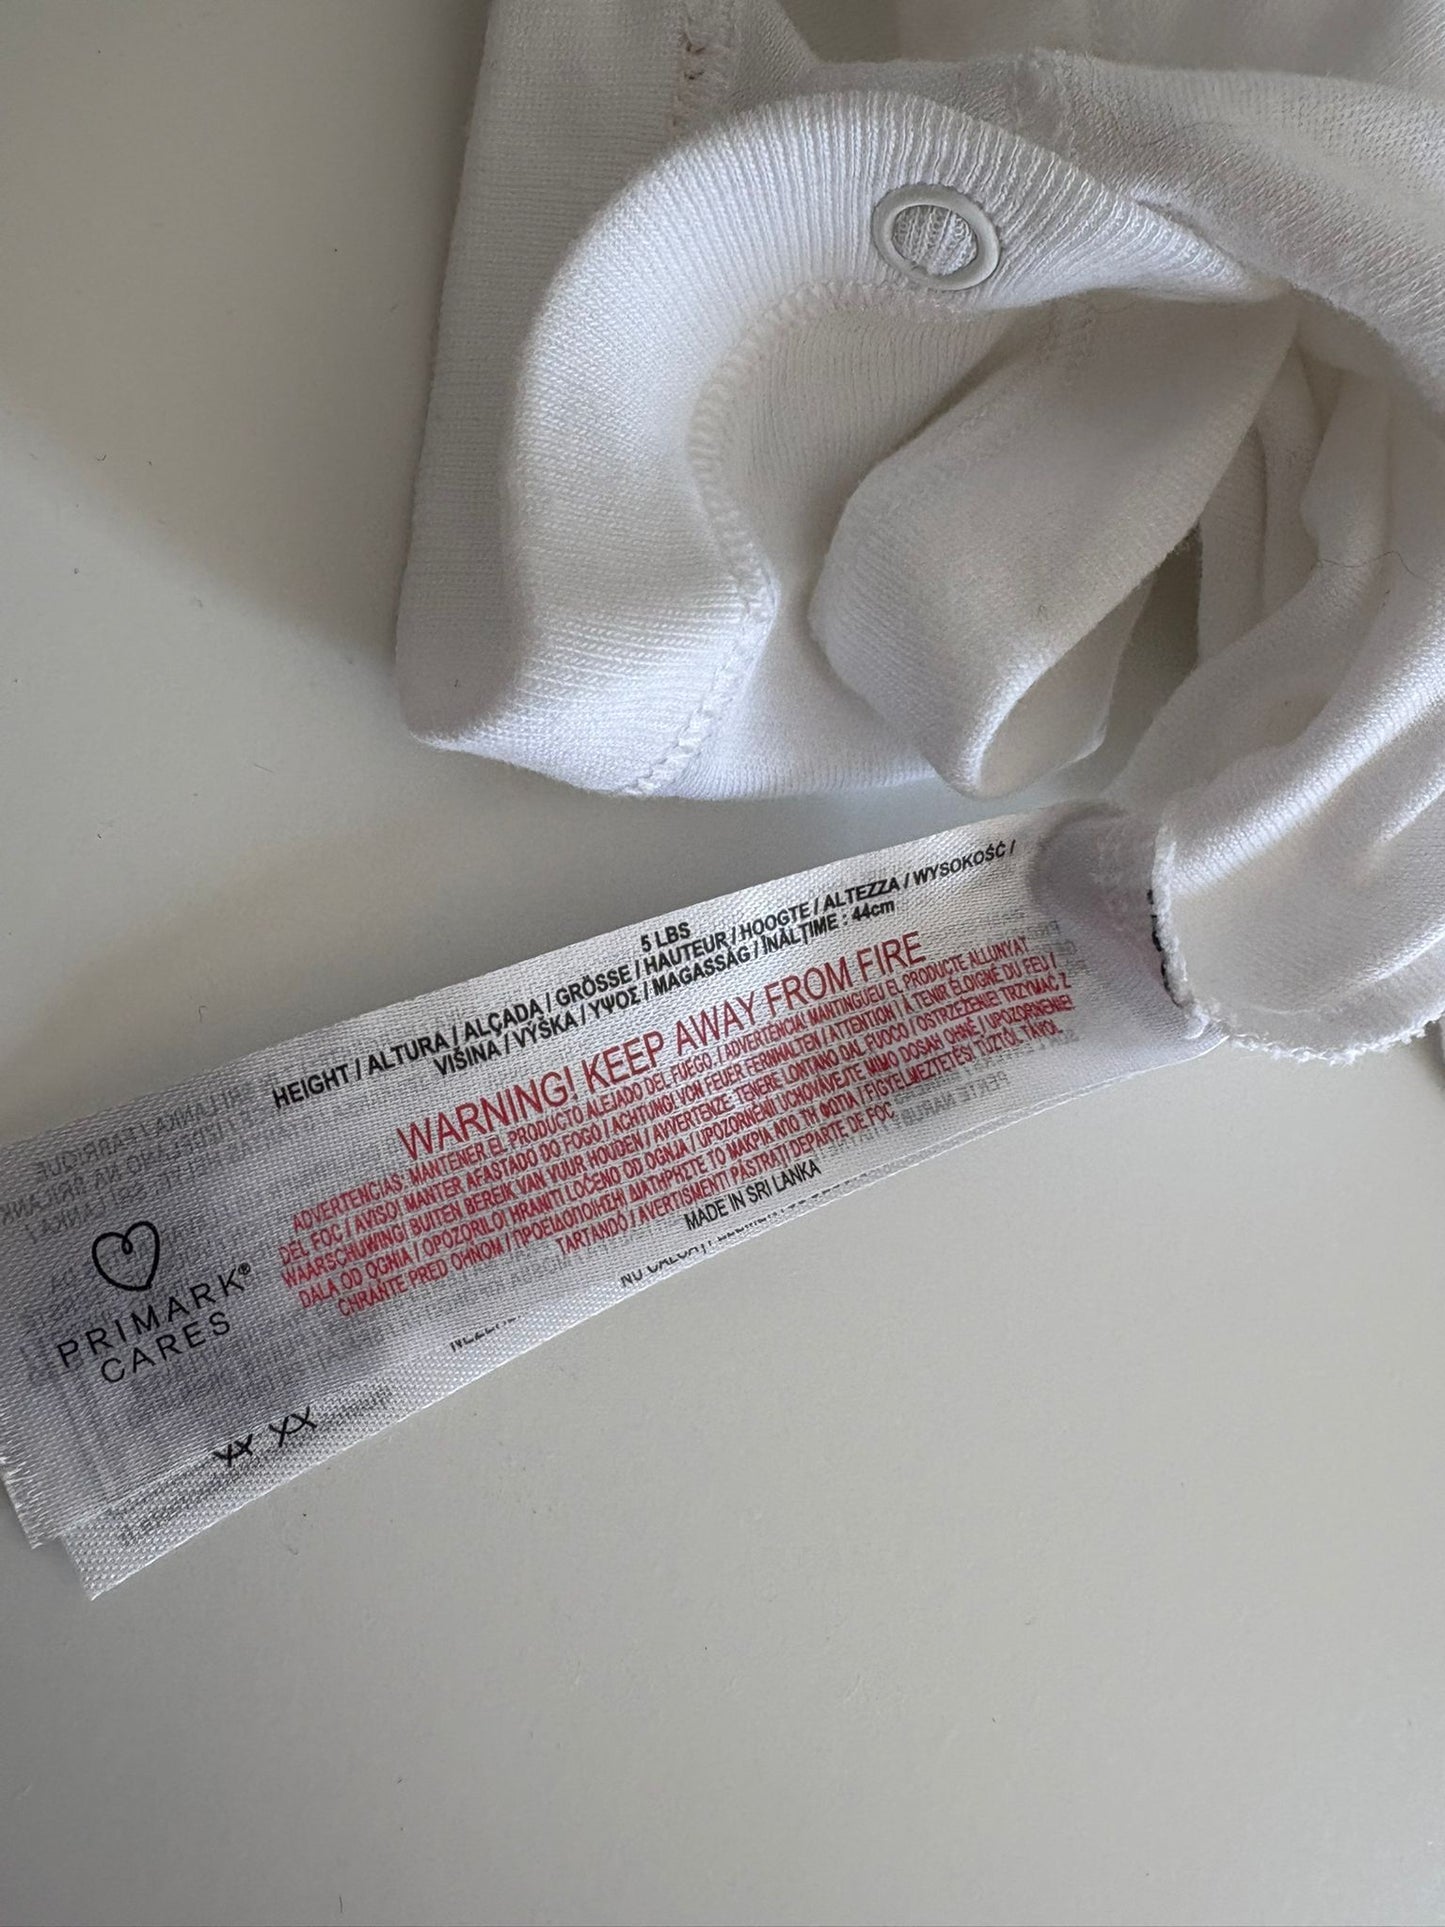 5 LBS
HEIGHT / ALTURA / ALÇADA / GRÖSSE / HAUTEUR / HOOGTE / ALTEZZA / WYSOKOŚĆ /
VIŠINA / VÝŠKA / ΥΨΟΣ / MAGASSÁG / ÎNĂLȚIME : 44cm
WARNING! KEEP AWAY FROM FIRE
ADVERTENCIAS: MANTENER EL PRODUCTO ALEJADO DEL FUEGO. / ADVERTÈNCIA! MANTINGUEU EL PRODUCTE ALLUNYAT
DEL FOC / AVISO! MANTER AFASTADO DO FOGO / ACHTUNG! VON FEUER FERNHALTEN / ATTENTION ! À TENIR ÉLOIGNÉ DU FEU /
WAARSCHUWING! BUITEN BEREIK VAN VUUR HOUDEN / AVVERTENZE: TENERE LONTANO DAL FUOCO / OSTRZEŻENIE! TRZYMAĆ Z
DALA OD OGNIA / OPOZORILO! HRANITI LOČENO OD OGNJA / UPOZORNĚNÍ! UCHOVÁVEJTE MIMO DOSAH OHNĚ / UPOZORNENIE!
CHRÁŇTE PRED OHŇOM / ΠΡΟΕΙΔΟΠΟΙΗΣΗ! ΔΙΑΤΗΡΗΣΤΕ ΤΟ ΜΑΚΡΙΑ ΑΠΟ ΤΗ ΦΩΤΙΑ / FIGYELMEZTETÉS! TŰZTŐL TÁVOL
TARTANDÓ / AVERTISMENT! PĂSTRAȚI DEPARTE DE FOC
MADE IN SRI LANKA
PRIMARK®
CARES